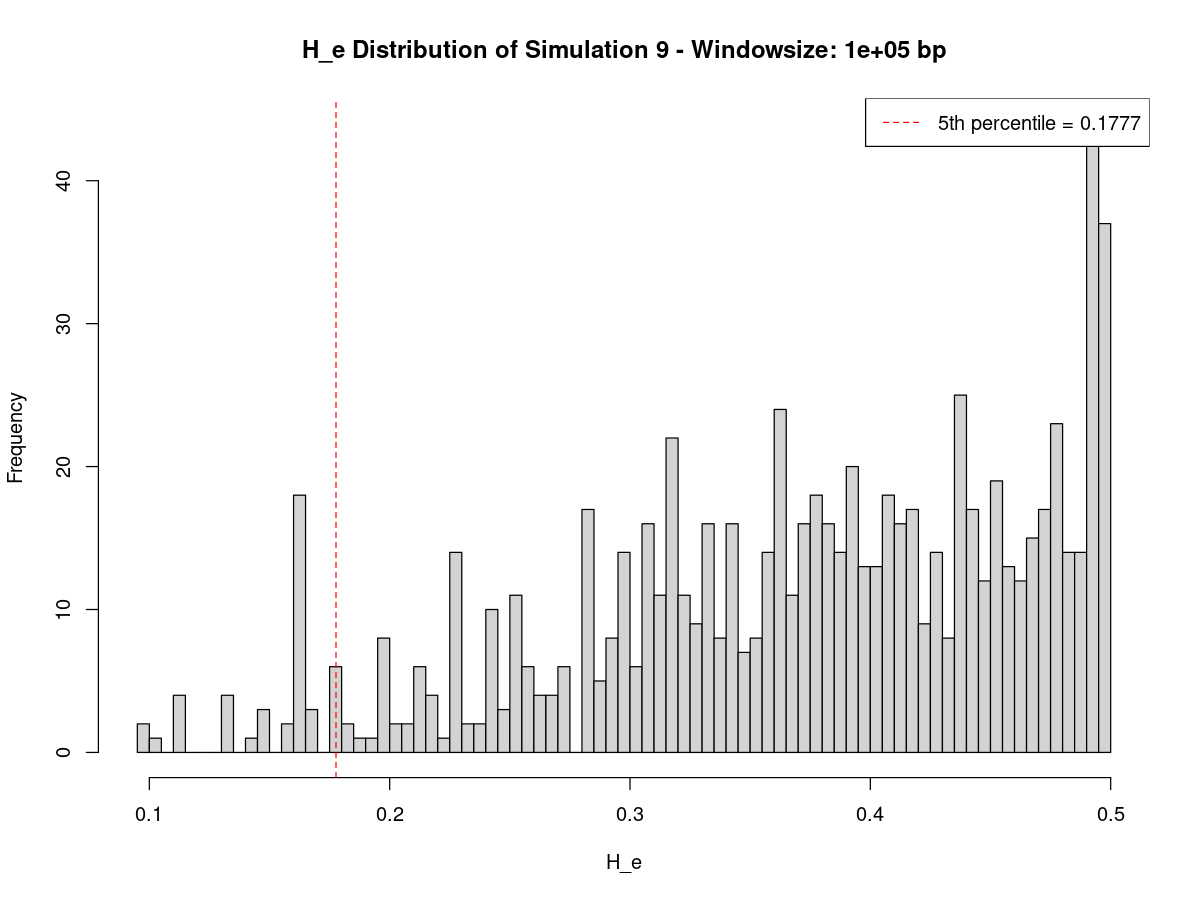 H_e Distribution of Simulation 9 - Windowsize: 1e+05 bp
5th percentile = 0.1777
Frequency
40
30
20
10
0
0.1 0.2 0.3 0.4 0.5
H_e